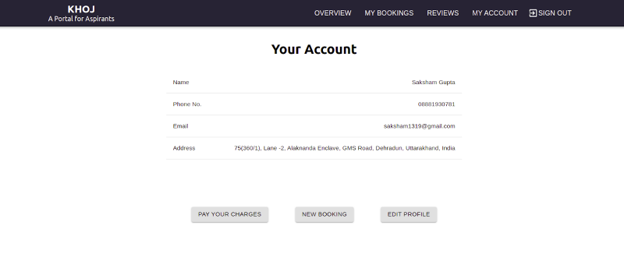 KHOJ
A Portal for Aspirants
OVERVIEW MY BOOKINGS REVIEWS MY ACCOUNT SIGN OUT
Your Account
Name Saksham Gupta
Phone No.
Email saksham1319@gmail.com
Address 75(360/1), Lane -2, Alaknanda Enclave, GMS Road, Dehradun, Uttarakhand, India
PAY YOUR CHARGES NEW BOOKING EDIT PROFILE